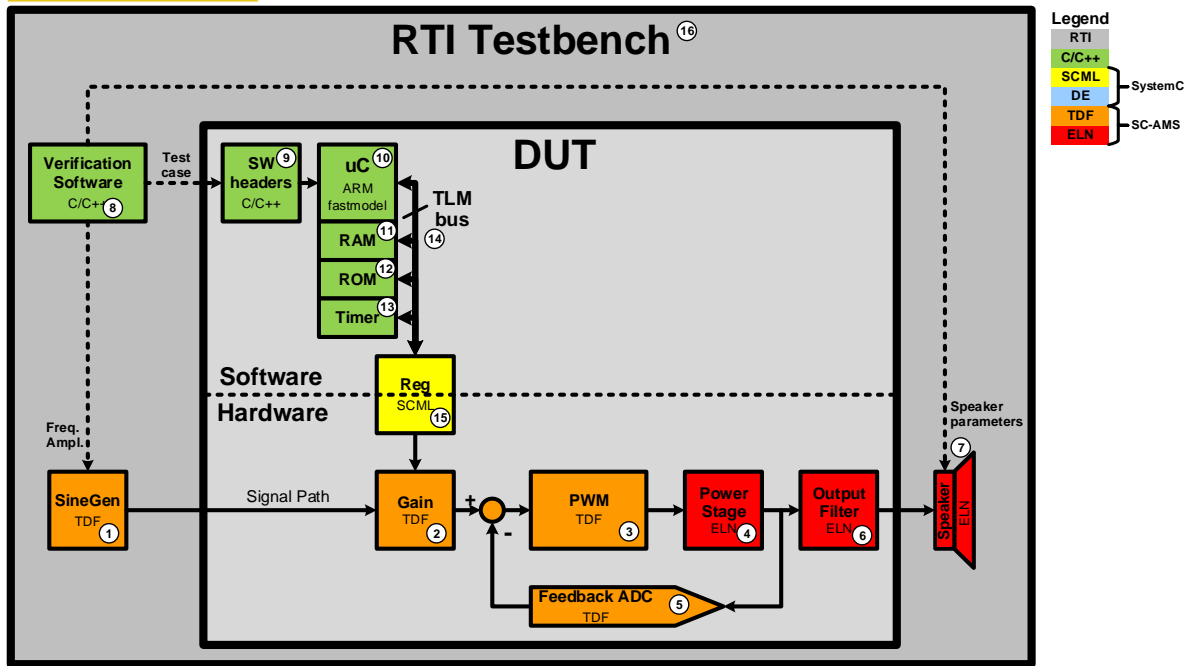 RTI Testbench 16
Legend
RTI
C/C++
SCML
DE
TDF
ELN
SystemC
SC-AMS
DUT
Verification
Software
C/C++ 8
Test
case
SW 9
headers
C/C++
uC 10
ARM
fastmodel
RAM 11
ROM 12
Timer 13
TLM
bus
14
Software
Hardware
Reg
SCML
15
Freq.
Ampl.
Speaker
parameters
7
SineGen
TDF
1
Signal Path
Gain
TDF
2
+
-
PWM
TDF
3
Power
Stage
ELN
4
Output
Filter
ELN
6
Speaker
ELN
Feedback ADC
TDF
5